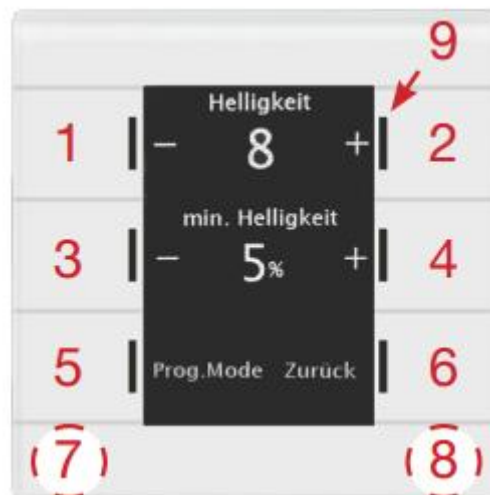 9
Helligkeit
1 − 8 + 2
min. Helligkeit
3 − 5% + 4
5 Prog.Mode Zurück 6
7 8